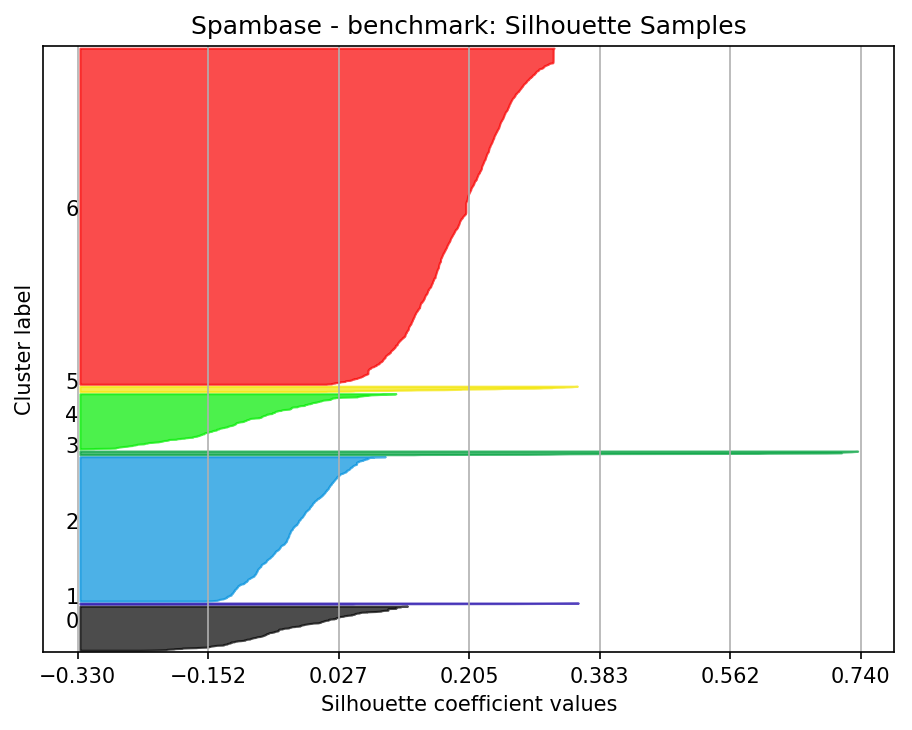 Spambase - benchmark: Silhouette Samples
Cluster label
6
5
4
3
2
1
0
−0.330 −0.152 0.027 0.205 0.383 0.562 0.740
Silhouette coefficient values